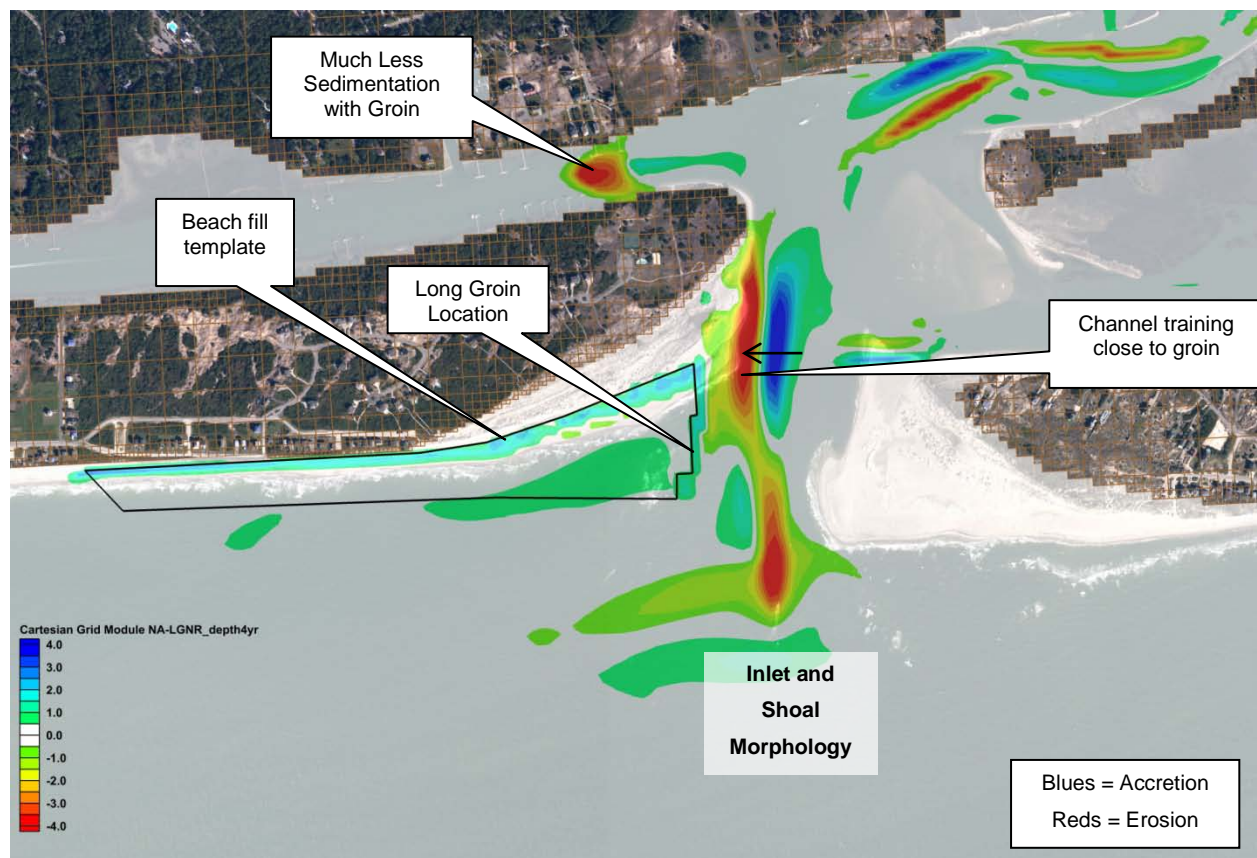 Much Less
Sedimentation
with Groin
Beach fill
template
Long Groin
Location
Channel training
close to groin
Cartesian Grid Module NA-LGNR_depth4yr
4.0
3.0
2.0
1.0
0.0
-1.0
-2.0
-3.0
-4.0
Inlet and
Shoal
Morphology
Blues = Accretion
Reds = Erosion